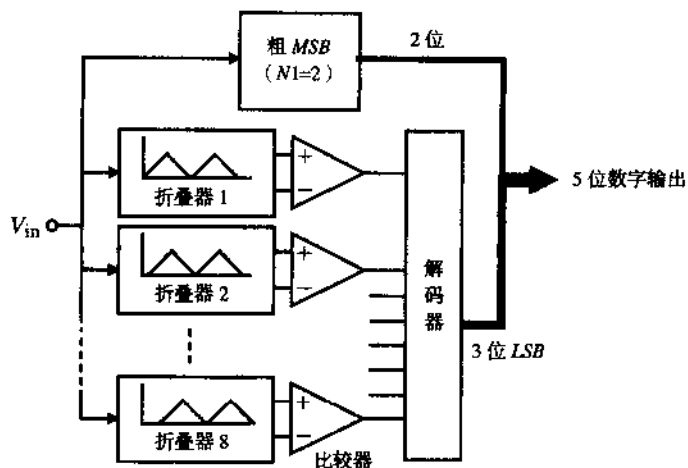 粗 MSB
（N1=2）
2 位
+
−
折叠器 1
5 位数字输出
Vin
+
−
折叠器 2
解码器
3 位 LSB
+
−
折叠器 8
比较器